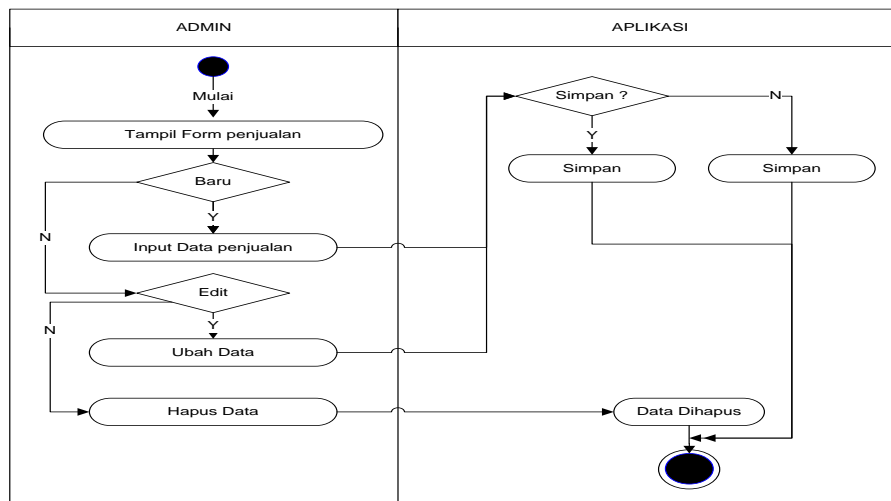 ADMIN
APLIKASI
Mulai
Simpan ?
N
Tampil Form penjualan
Y
Simpan
Simpan
Baru
Y
N
Input Data penjualan
Edit
Y
N
Ubah Data
Hapus Data
Data Dihapus